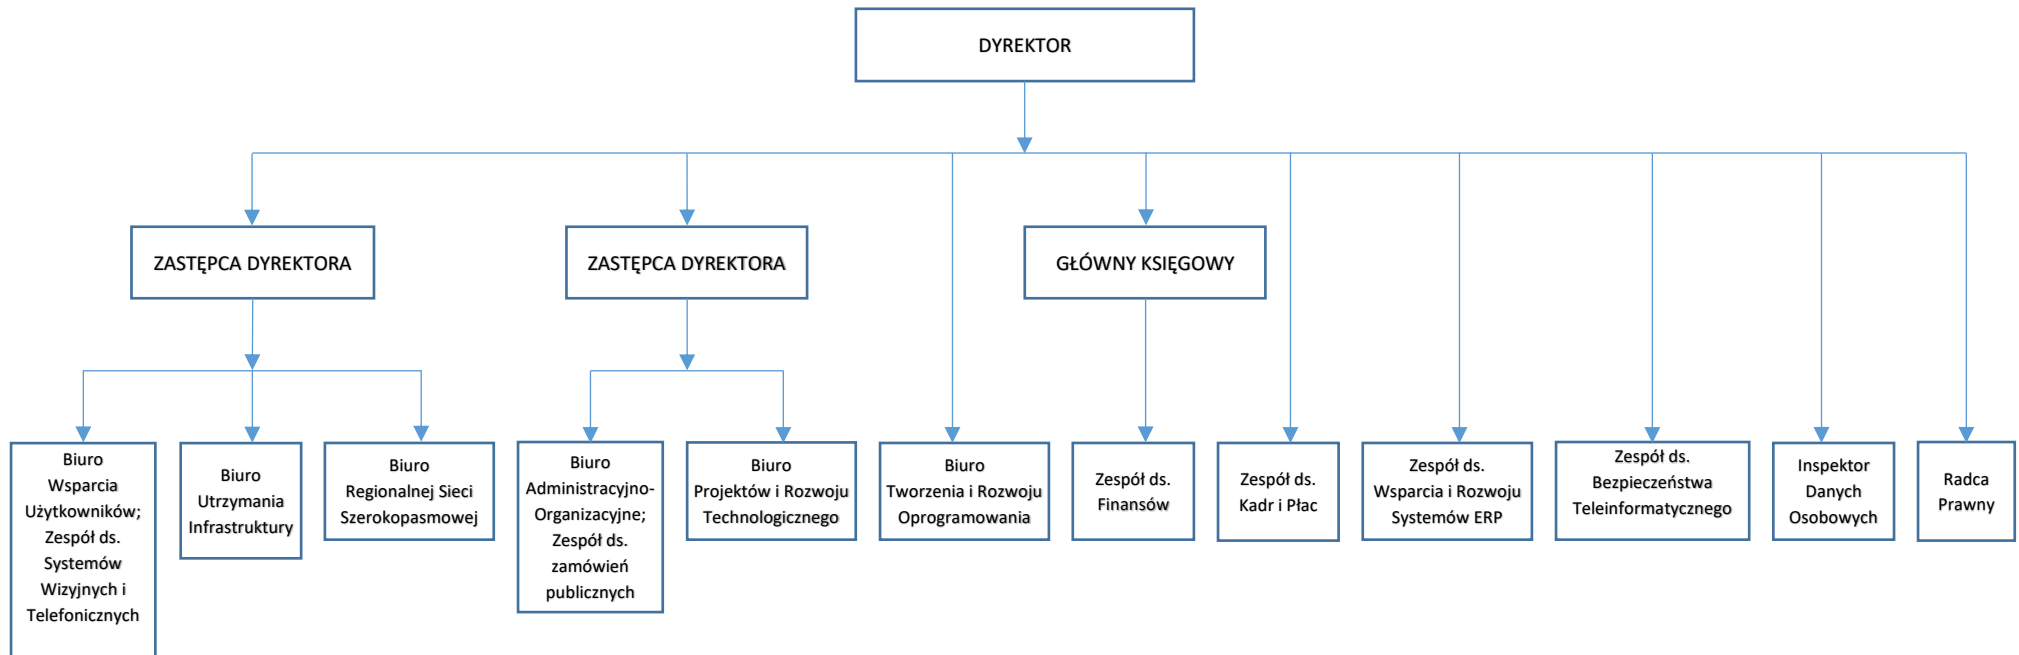 DYREKTOR
ZASTĘPCA DYREKTORA
ZASTĘPCA DYREKTORA
GŁÓWNY KSIĘGOWY
Biuro
Wsparcia
Użytkowników;
Zespół ds.
Systemów
Wizyjnych i
Telefonicznych
Biuro
Utrzymania
Infrastruktury
Biuro
Regionalnej Sieci
Szerokopasmowej
Biuro
Administracyjno-
Organizacyjne;
Zespół ds.
zamówień
publicznych
Biuro
Projektów i Rozwoju
Technologicznego
Biuro
Tworzenia i Rozwoju
Oprogramowania
Zespół ds.
Finansów
Zespół ds.
Kadr i Płac
Zespół ds.
Wsparcia i Rozwoju
Systemów ERP
Zespół ds.
Bezpieczeństwa
Teleinformatycznego
Inspektor
Danych
Osobowych
Radca
Prawny